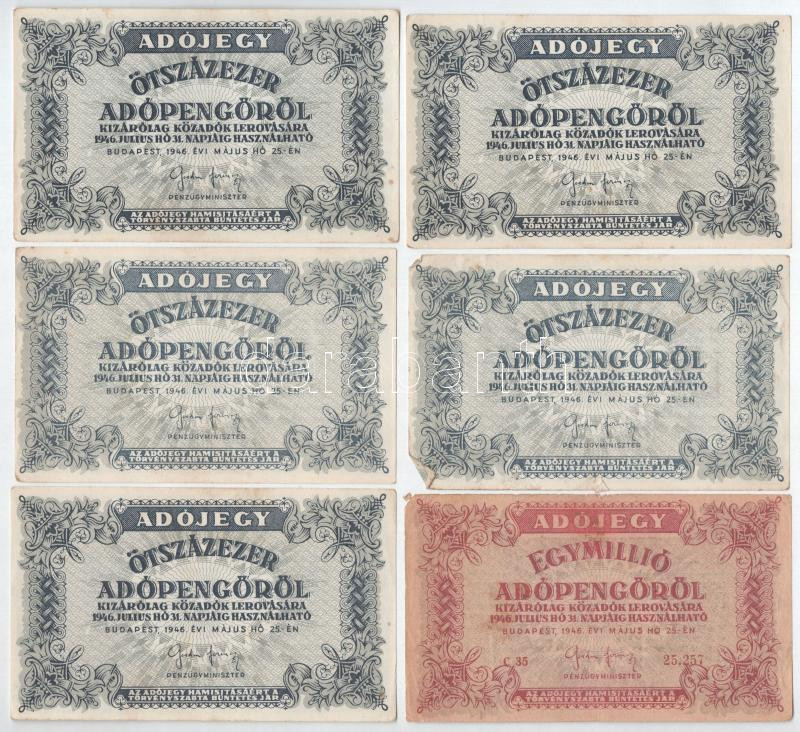 ADÓJEGY
ÖTSZÁZEZER
ADÓPENGŐRŐL
KIZÁRÓLAG KÖZADÓK LEROVÁSÁRA
1946. JULIUS HÓ 31. NAPJÁIG HASZNÁLHATÓ
BUDAPEST, 1946. ÉVI MÁJUS HÓ 25.-ÉN
PÉNZÜGYMINISZTER
AZ ADÓJEGY HAMISITÁSÁÉRT A
TÖRVÉNYSZABTA BÜNTETÉS JÁR
ADÓJEGY
ÖTSZÁZEZER
ADÓPENGŐRŐL
KIZÁRÓLAG KÖZADÓK LEROVÁSÁRA
1946. JULIUS HÓ 31. NAPJÁIG HASZNÁLHATÓ
BUDAPEST, 1946. ÉVI MÁJUS HÓ 25.-ÉN
PÉNZÜGYMINISZTER
AZ ADÓJEGY HAMISITÁSÁÉRT A
TÖRVÉNYSZABTA BÜNTETÉS JÁR
ADÓJEGY
ÖTSZÁZEZER
ADÓPENGŐRŐL
KIZÁRÓLAG KÖZADÓK LEROVÁSÁRA
1946. JULIUS HÓ 31. NAPJÁIG HASZNÁLHATÓ
BUDAPEST, 1946. ÉVI MÁJUS HÓ 25.-ÉN
PÉNZÜGYMINISZTER
AZ ADÓJEGY HAMISITÁSÁÉRT A
TÖRVÉNYSZABTA BÜNTETÉS JÁR
ADÓJEGY
ÖTSZÁZEZER
ADÓPENGŐRŐL
KIZÁRÓLAG KÖZADÓK LEROVÁSÁRA
1946. JULIUS HÓ 31. NAPJÁIG HASZNÁLHATÓ
BUDAPEST, 1946. ÉVI MÁJUS HÓ 25.-ÉN
PÉNZÜGYMINISZTER
AZ ADÓJEGY HAMISITÁSÁÉRT A
TÖRVÉNYSZABTA BÜNTETÉS JÁR
ADÓJEGY
ÖTSZÁZEZER
ADÓPENGŐRŐL
KIZÁRÓLAG KÖZADÓK LEROVÁSÁRA
1946. JULIUS HÓ 31. NAPJÁIG HASZNÁLHATÓ
BUDAPEST, 1946. ÉVI MÁJUS HÓ 25.-ÉN
PÉNZÜGYMINISZTER
AZ ADÓJEGY HAMISITÁSÁÉRT A
TÖRVÉNYSZABTA BÜNTETÉS JÁR
ADÓJEGY
EGYMILLIÓ
ADÓPENGŐRŐL
KIZÁRÓLAG KÖZADÓK LEROVÁSÁRA
1946. JULIUS HÓ 31. NAPJÁIG HASZNÁLHATÓ
BUDAPEST, 1946. ÉVI MÁJUS HÓ 25.-ÉN
C 35 25.257
PÉNZÜGYMINISZTER
AZ ADÓJEGY HAMISITÁSÁÉRT A
TÖRVÉNYSZABTA BÜNTETÉS JÁR